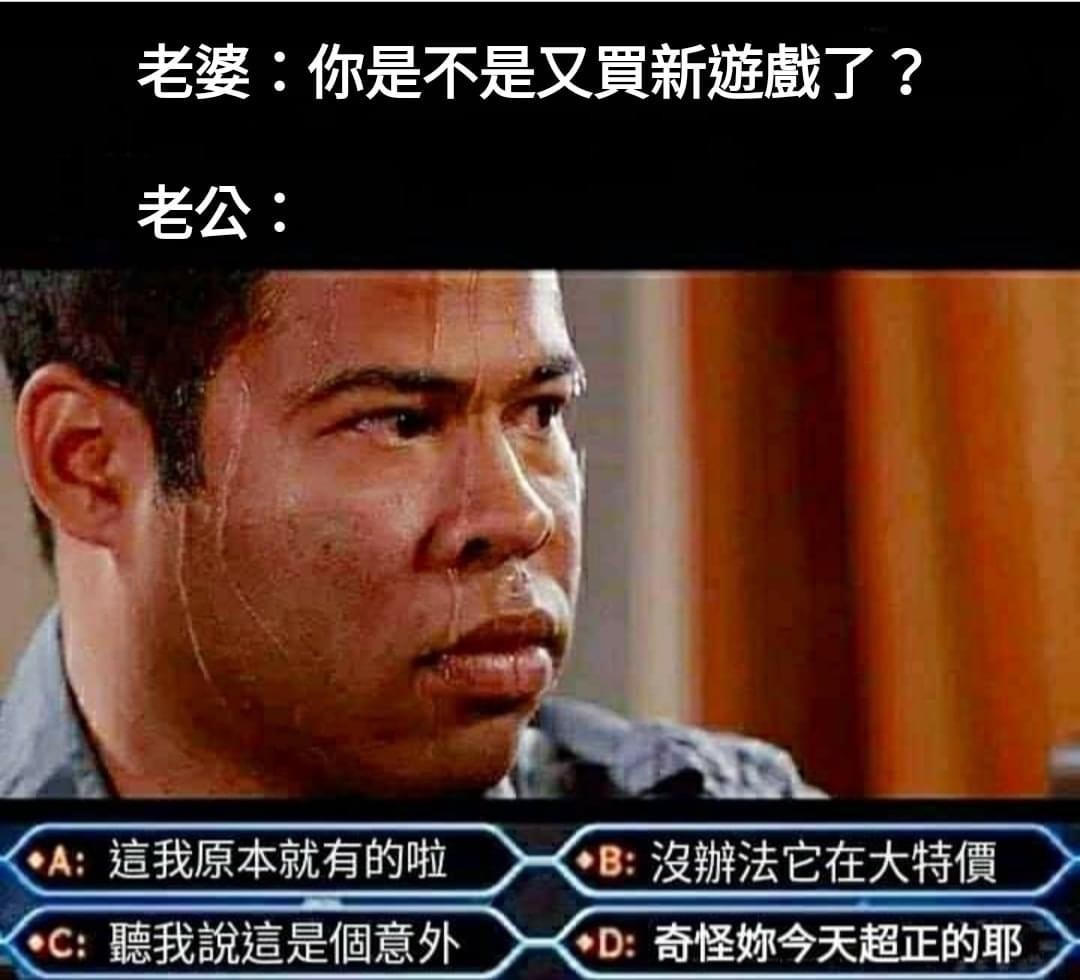 老婆：你是不是又買新遊戲了？
老公：
A: 這我原本就有的啦
B: 沒辦法它在大特價
C: 聽我說這是個意外
D: 奇怪妳今天超正的耶